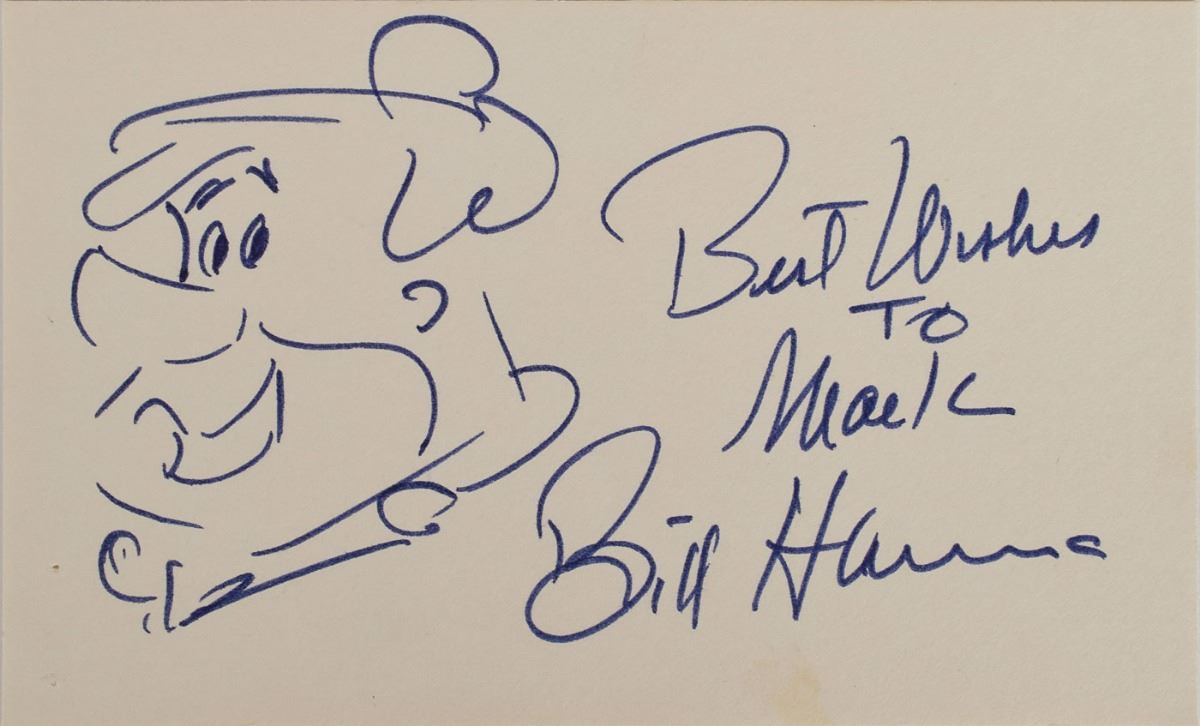 Best Wishes
TO
Mark
Bill Hanna